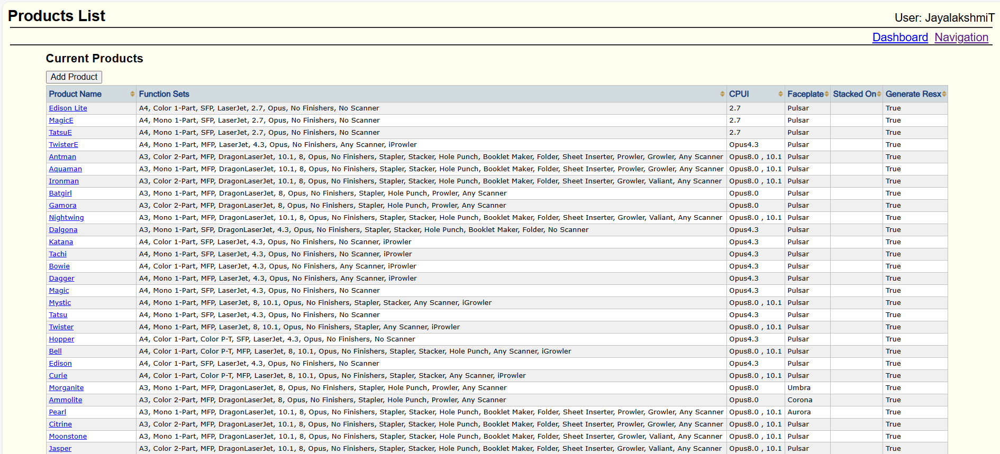 Products List
User: JayalakshmiT
Dashboard Navigation
Current Products
Add Product
Product Name Function Sets CPUI Faceplate Stacked On Generate Resx
Edison Lite A4, Color 1-Part, SFP, LaserJet, 2.7, Opus, No Finishers, No Scanner 2.7 Pulsar True
MagicE A4, Mono 1-Part, SFP, LaserJet, 2.7, Opus, No Finishers, No Scanner 2.7 Pulsar True
TatsuE A4, Mono 1-Part, SFP, LaserJet, 2.7, Opus, No Finishers, No Scanner 2.7 Pulsar True
TwisterE A4, Mono 1-Part, MFP, LaserJet, 4.3, Opus, No Finishers, Any Scanner, iProwler Opus4.3 Pulsar True
Antman A3, Color 2-Part, MFP, DragonLaserJet, 10.1, 8, Opus, No Finishers, Stapler, Stacker, Hole Punch, Booklet Maker, Folder, Sheet Inserter, Prowler, Growler, Any Scanner Opus8.0 , 10.1 Pulsar True
Aquaman A3, Mono 1-Part, MFP, DragonLaserJet, 10.1, 8, Opus, No Finishers, Stapler, Stacker, Hole Punch, Booklet Maker, Folder, Sheet Inserter, Prowler, Growler, Any Scanner Opus8.0 , 10.1 Pulsar True
Ironman A3, Color 2-Part, MFP, DragonLaserJet, 10.1, 8, Opus, No Finishers, Stapler, Stacker, Hole Punch, Booklet Maker, Folder, Sheet Inserter, Growler, Valiant, Any Scanner Opus8.0 , 10.1 Pulsar True
Batgirl A3, Mono 1-Part, MFP, DragonLaserJet, 8, Opus, No Finishers, Stapler, Hole Punch, Prowler, Any Scanner Opus8.0 Pulsar True
Gamora A3, Color 2-Part, MFP, DragonLaserJet, 8, Opus, No Finishers, Stapler, Hole Punch, Prowler, Any Scanner Opus8.0 Pulsar True
Nightwing A3, Mono 1-Part, MFP, DragonLaserJet, 10.1, 8, Opus, No Finishers, Stapler, Stacker, Hole Punch, Booklet Maker, Folder, Sheet Inserter, Growler, Valiant, Any Scanner Opus8.0 , 10.1 Pulsar True
Dalgona A3, Mono 1-Part, SFP, DragonLaserJet, 4.3, Opus, No Finishers, Stapler, Stacker, Hole Punch, Booklet Maker, Folder, No Scanner Opus4.3 Pulsar True
Katana A4, Color 1-Part, SFP, LaserJet, 4.3, Opus, No Finishers, No Scanner, iProwler Opus4.3 Pulsar True
Tachi A4, Mono 1-Part, SFP, LaserJet, 4.3, Opus, No Finishers, No Scanner, iProwler Opus4.3 Pulsar True
Bowie A4, Color 1-Part, MFP, LaserJet, 4.3, Opus, No Finishers, Any Scanner, iProwler Opus4.3 Pulsar True
Dagger A4, Mono 1-Part, MFP, LaserJet, 4.3, Opus, No Finishers, Any Scanner, iProwler Opus4.3 Pulsar True
Magic A4, Mono 1-Part, SFP, LaserJet, 4.3, Opus, No Finishers, No Scanner Opus4.3 Pulsar True
Mystic A4, Mono 1-Part, MFP, LaserJet, 8, 10.1, Opus, No Finishers, Stapler, Stacker, Any Scanner, iGrowler Opus8.0 , 10.1 Pulsar True
Tatsu A4, Mono 1-Part, SFP, LaserJet, 4.3, Opus, No Finishers, No Scanner Opus4.3 Pulsar True
Twister A4, Mono 1-Part, MFP, LaserJet, 8, 10.1, Opus, No Finishers, Stapler, Any Scanner, iProwler Opus8.0 , 10.1 Pulsar True
Hopper A4, Color 1-Part, Color P-T, SFP, LaserJet, 4.3, Opus, No Finishers, No Scanner Opus4.3 Pulsar True
Bell A4, Color 1-Part, Color P-T, MFP, LaserJet, 8, 10.1, Opus, No Finishers, Stapler, Stacker, Hole Punch, Any Scanner, iGrowler Opus8.0 , 10.1 Pulsar True
Edison A4, Color 1-Part, SFP, LaserJet, 4.3, Opus, No Finishers, No Scanner Opus4.3 Pulsar True
Curie A4, Color 1-Part, Color P-T, MFP, LaserJet, 8, 10.1, Opus, No Finishers, Stapler, Stacker, Any Scanner, iProwler Opus8.0 , 10.1 Pulsar True
Morganite A3, Mono 1-Part, MFP, DragonLaserJet, 8, Opus, No Finishers, Stapler, Hole Punch, Prowler, Any Scanner Opus8.0 Umbra True
Ammolite A3, Color 2-Part, MFP, DragonLaserJet, 8, Opus, No Finishers, Stapler, Hole Punch, Prowler, Any Scanner Opus8.0 Corona True
Pearl A3, Mono 1-Part, MFP, DragonLaserJet, 10.1, 8, Opus, No Finishers, Stapler, Stacker, Hole Punch, Booklet Maker, Folder, Sheet Inserter, Prowler, Growler, Any Scanner Opus8.0 , 10.1 Aurora True
Citrine A3, Color 2-Part, MFP, DragonLaserJet, 10.1, 8, Opus, No Finishers, Stapler, Stacker, Hole Punch, Booklet Maker, Folder, Sheet Inserter, Prowler, Growler, Any Scanner Opus8.0 , 10.1 Pulsar True
Moonstone A3, Mono 1-Part, MFP, DragonLaserJet, 10.1, 8, Opus, No Finishers, Stapler, Stacker, Hole Punch, Booklet Maker, Folder, Sheet Inserter, Growler, Valiant, Any Scanner Opus8.0 , 10.1 Pulsar True
Jasper A3, Color 2-Part, MFP, DragonLaserJet, 10.1, 8, Opus, No Finishers, Stapler, Stacker, Hole Punch, Booklet Maker, Folder, Sheet Inserter, Growler, Valiant, Any Scanner Opus8.0 , 10.1 Pulsar True